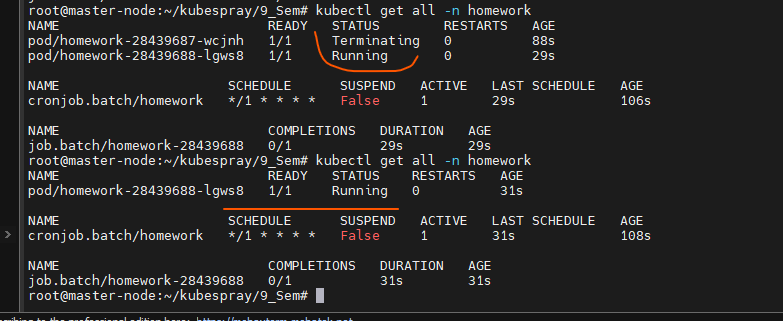 root@master-node:~/kubespray/9_Sem# kubectl get all -n homework
NAME READY STATUS RESTARTS AGE
pod/homework-28439687-wcjnh 1/1 Terminating 0 88s
pod/homework-28439688-lgws8 1/1 Running 0 29s
NAME SCHEDULE SUSPEND ACTIVE LAST SCHEDULE AGE
cronjob.batch/homework */1 * * * * False 1 29s 106s
NAME COMPLETIONS DURATION AGE
job.batch/homework-28439688 0/1 29s 29s
root@master-node:~/kubespray/9_Sem# kubectl get all -n homework
NAME READY STATUS RESTARTS AGE
pod/homework-28439688-lgws8 1/1 Running 0 31s
NAME SCHEDULE SUSPEND ACTIVE LAST SCHEDULE AGE
cronjob.batch/homework */1 * * * * False 1 31s 108s
NAME COMPLETIONS DURATION AGE
job.batch/homework-28439688 0/1 31s 31s
root@master-node:~/kubespray/9_Sem#